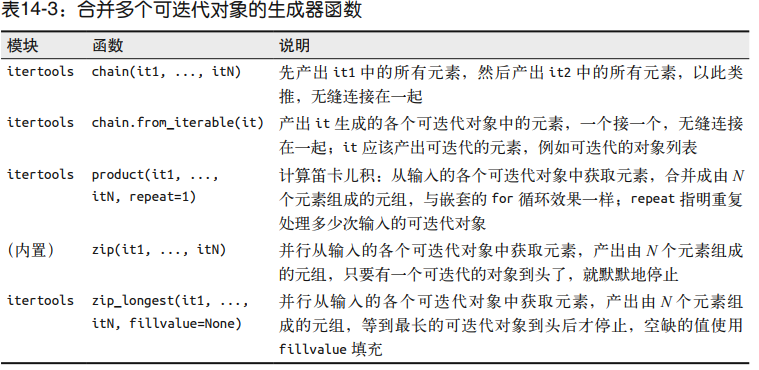 表14-3：合并多个可迭代对象的生成器函数
模块 函数 说明
itertools chain(it1, ..., itN) 先产出 it1 中的所有元素，然后产出 it2 中的所有元素，以此类
推，无缝连接在一起
itertools chain.from_iterable(it) 产出 it 生成的各个可迭代对象中的元素，一个接一个，无缝连接
在一起；it 应该产出可迭代的元素，例如可迭代的对象列表
itertools product(it1, ..., 计算笛卡儿积：从输入的各个可迭代对象中获取元素，合并成由 N
itN, repeat=1) 个元素组成的元组，与嵌套的 for 循环效果一样；repeat 指明重复
处理多少次输入的可迭代对象
（内置） zip(it1, ..., itN) 并行从输入的各个可迭代对象中获取元素，产出由 N 个元素组成
的元组，只要有一个可迭代的对象到头了，就默默地停止
itertools zip_longest(it1, ..., 并行从输入的各个可迭代对象中获取元素，产出由 N 个元素组
itN, fillvalue=None) 成的元组，等到最长的可迭代对象到头后才停止，空缺的值使用
fillvalue 填充